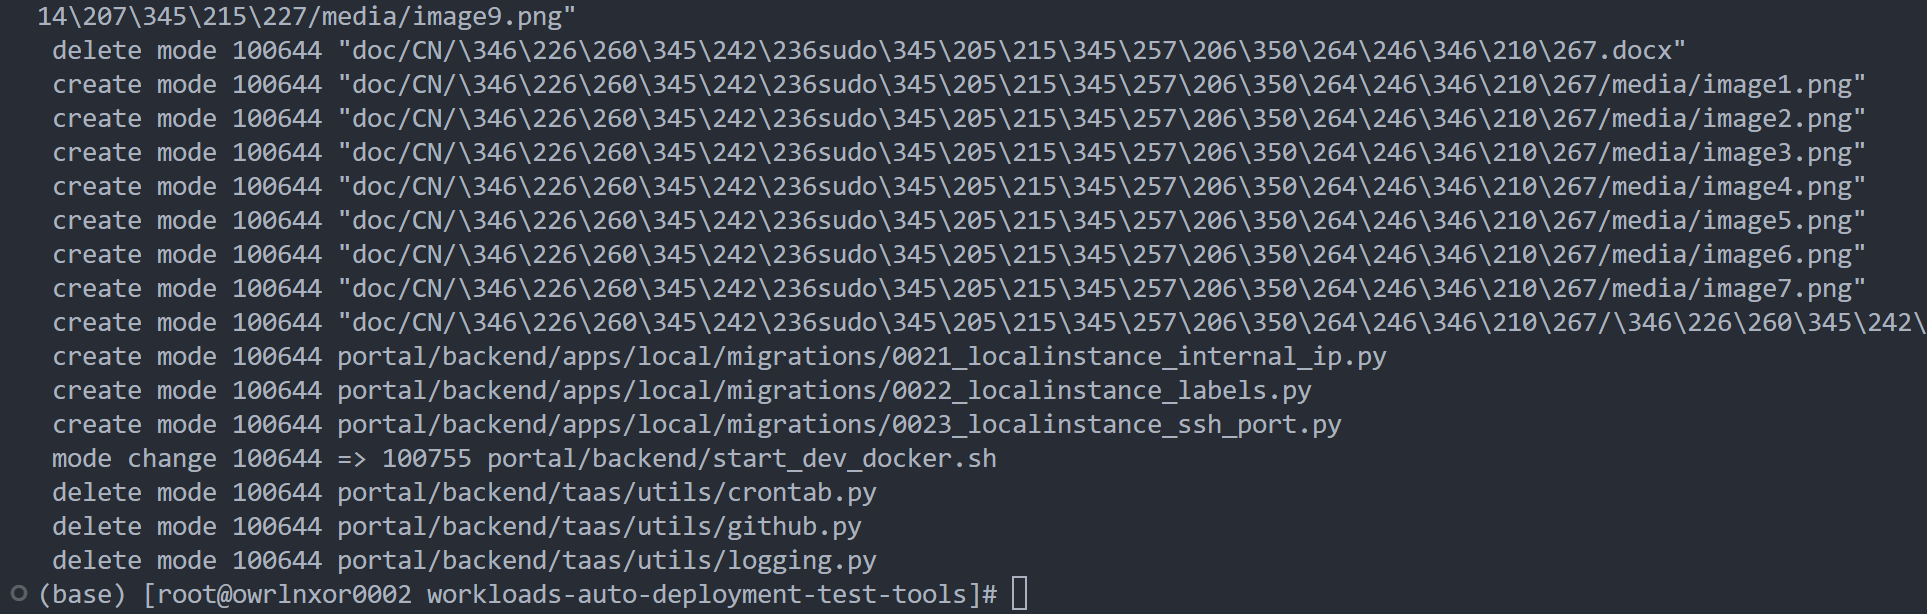 14\207\345\215\227/media/image9.png"
delete mode 100644 "doc/CN/\346\226\260\345\242\236sudo\345\205\215\345\257\206\350\264\246\346\210\267.docx"
create mode 100644 "doc/CN/\346\226\260\345\242\236sudo\345\205\215\345\257\206\350\264\246\346\210\267/media/image1.png"
create mode 100644 "doc/CN/\346\226\260\345\242\236sudo\345\205\215\345\257\206\350\264\246\346\210\267/media/image2.png"
create mode 100644 "doc/CN/\346\226\260\345\242\236sudo\345\205\215\345\257\206\350\264\246\346\210\267/media/image3.png"
create mode 100644 "doc/CN/\346\226\260\345\242\236sudo\345\205\215\345\257\206\350\264\246\346\210\267/media/image4.png"
create mode 100644 "doc/CN/\346\226\260\345\242\236sudo\345\205\215\345\257\206\350\264\246\346\210\267/media/image5.png"
create mode 100644 "doc/CN/\346\226\260\345\242\236sudo\345\205\215\345\257\206\350\264\246\346\210\267/media/image6.png"
create mode 100644 "doc/CN/\346\226\260\345\242\236sudo\345\205\215\345\257\206\350\264\246\346\210\267/media/image7.png"
create mode 100644 "doc/CN/\346\226\260\345\242\236sudo\345\205\215\345\257\206\350\264\246\346\210\267/\346\226\260\345\242\
create mode 100644 portal/backend/apps/local/migrations/0021_localinstance_internal_ip.py
create mode 100644 portal/backend/apps/local/migrations/0022_localinstance_labels.py
create mode 100644 portal/backend/apps/local/migrations/0023_localinstance_ssh_port.py
mode change 100644 => 100755 portal/backend/start_dev_docker.sh
delete mode 100644 portal/backend/taas/utils/crontab.py
delete mode 100644 portal/backend/taas/utils/github.py
delete mode 100644 portal/backend/taas/utils/logging.py
(base) [root@owrlnxor0002 workloads-auto-deployment-test-tools]#